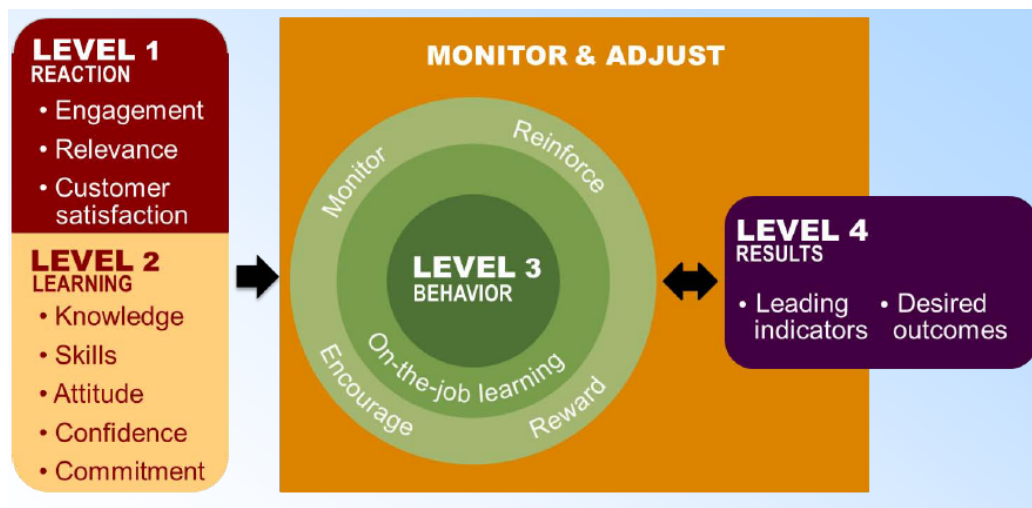 LEVEL 1
REACTION
• Engagement
• Relevance
• Customer
satisfaction
LEVEL 2
LEARNING
• Knowledge
• Skills
• Attitude
• Confidence
• Commitment
MONITOR & ADJUST
Monitor
Reinforce
LEVEL 3
BEHAVIOR
On-the-job learning
Encourage
Reward
LEVEL 4
RESULTS
• Leading
indicators
• Desired
outcomes